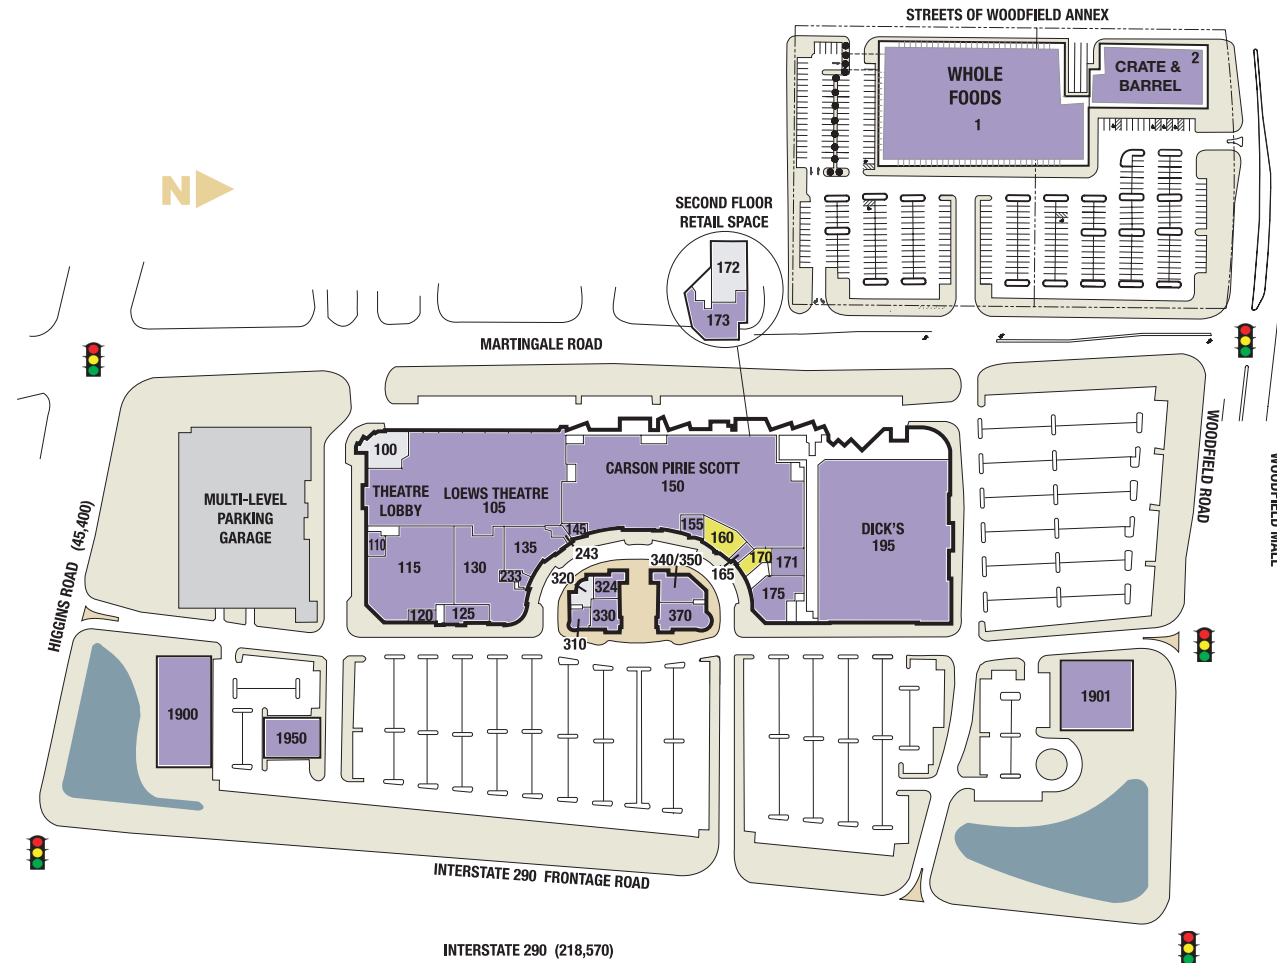 STREETS OF WOODFIELD ANNEX
WHOLE
FOODS
1
CRATE &
BARREL
2
N
SECOND FLOOR
RETAIL SPACE
172
173
MARTINGALE ROAD
WOODFIELD ROAD
WOODFIELD MALL
HIGGINS ROAD (45,400)
MULTI-LEVEL
PARKING
GARAGE
100
THEATRE
LOBBY
LOEWS THEATRE
105
CARSON PIRIE SCOTT
150
DICK'S
195
110
115
120
125
130
135
233
145
243
155
160
165
170
171
175
340/350
320
324
330
310
370
1900
1950
1901
INTERSTATE 290 FRONTAGE ROAD
INTERSTATE 290 (218,570)